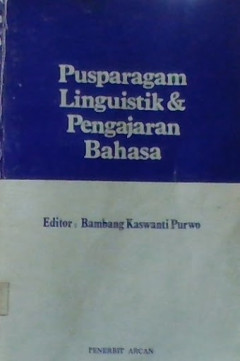 Pusparagam
Linguistik &
Pengajaran
Bahasa
Editor : Bambang Kaswanti Purwo
PENERBIT ARCAN